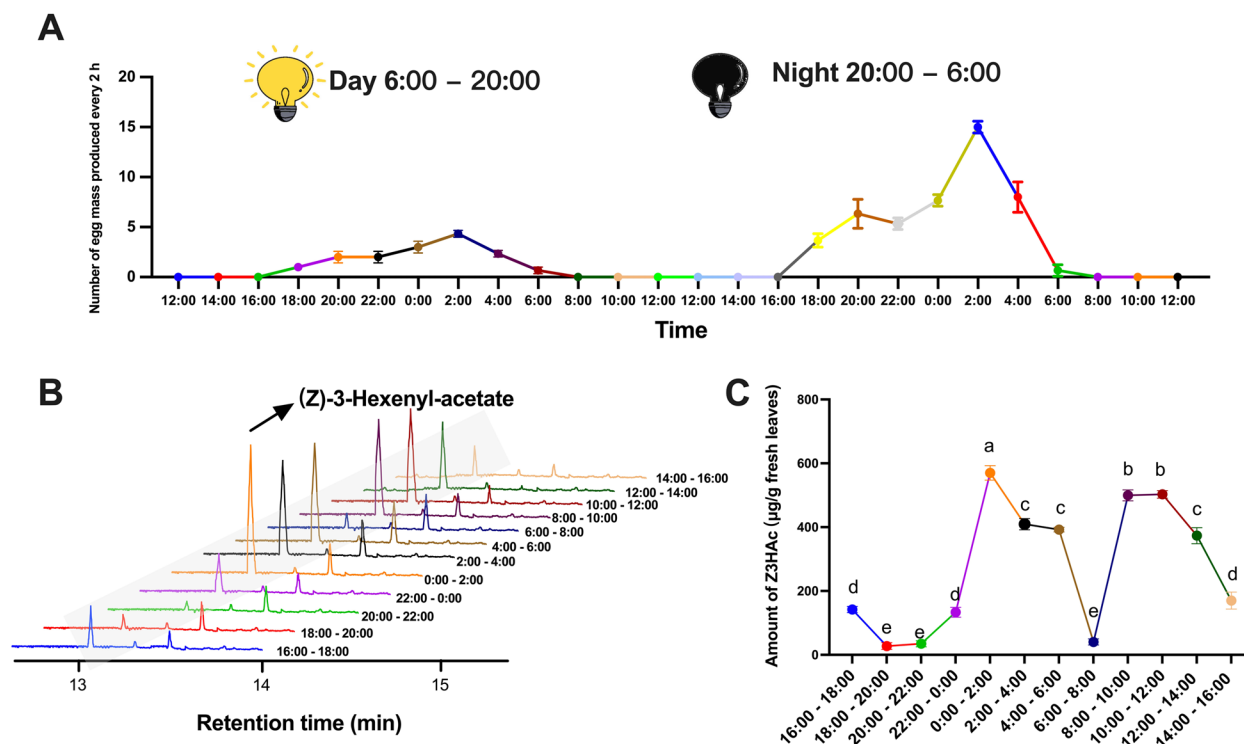 A
Day 6:00 – 20:00
Night 20:00 – 6:00
Number of egg mass produced every 2 h
20
15
10
5
0
12:00 14:00 16:00 18:00 20:00 22:00 0:00 2:00 4:00 6:00 8:00 10:00 12:00 12:00 14:00 16:00 18:00 20:00 22:00 0:00 2:00 4:00 6:00 8:00 10:00 12:00
Time
B
(Z)-3-Hexenyl-acetate
14:00 - 16:00
12:00 - 14:00
10:00 - 12:00
8:00 - 10:00
6:00 - 8:00
4:00 - 6:00
2:00 - 4:00
0:00 - 2:00
22:00 - 0:00
20:00 - 22:00
18:00 - 20:00
16:00 - 18:00
13 14 15
Retention time (min)
C
Amount of Z3HAc (μg/g fresh leaves)
800
600
400
200
0
d e e d a c c e b b c d
16:00 - 18:00
18:00 - 20:00
20:00 - 22:00
22:00 - 0:00
0:00 - 2:00
2:00 - 4:00
4:00 - 6:00
6:00 - 8:00
8:00 - 10:00
10:00 - 12:00
12:00 - 14:00
14:00 - 16:00